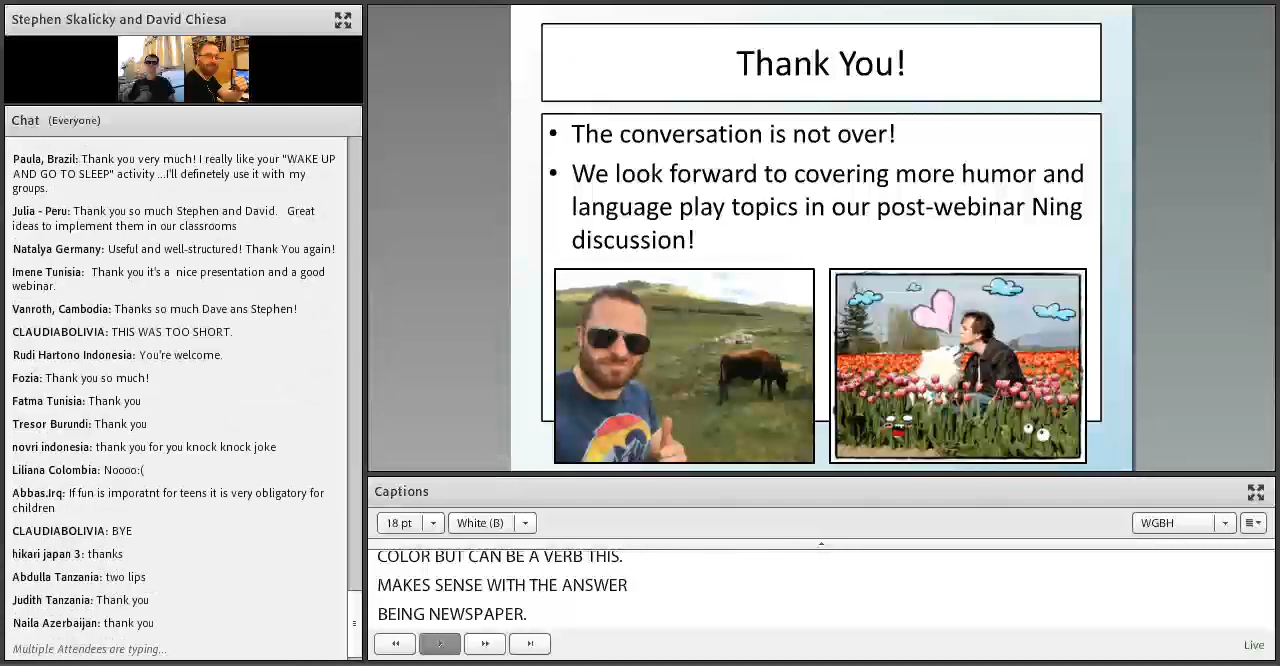 Stephen Skalicky and David Chiesa
Chat (Everyone)
Paula, Brazil: Thank you very much! I really like your "WAKE UP
AND GO TO SLEEP" activity ...I'll definetely use it with my
groups.
Julia - Peru: Thank you so much Stephen and David. Great
ideas to implement them in our classrooms
Natalya Germany: Useful and well-structured! Thank You again!
Imene Tunisia: Thank you it's a nice presentation and a good
webinar.
Vanroth, Cambodia: Thanks so much Dave ans Stephen!
CLAUDIABOLIVIA: THIS WAS TOO SHORT.
Rudi Hartono Indonesia: You're welcome.
Fozia: Thank you so much!
Fatma Tunisia: Thank you
Tresor Burundi: Thank you
novri indonesia: thank you for you knock knock joke
Liliana Colombia: Noooo:(
Abbas.Irq: If fun is imporatnt for teens it is very obligatory for
children
CLAUDIABOLIVIA: BYE
hikari japan 3: thanks
Abdulla Tanzania: two lips
Judith Tanzania: Thank you
Naila Azerbaijan: thank you
Multiple Attendees are typing...
Thank You!
• The conversation is not over!
• We look forward to covering more humor and
language play topics in our post-webinar Ning
discussion!
Captions
18 pt
White (B)
WGBH
COLOR BUT CAN BE A VERB THIS.
MAKES SENSE WITH THE ANSWER
BEING NEWSPAPER.
Live